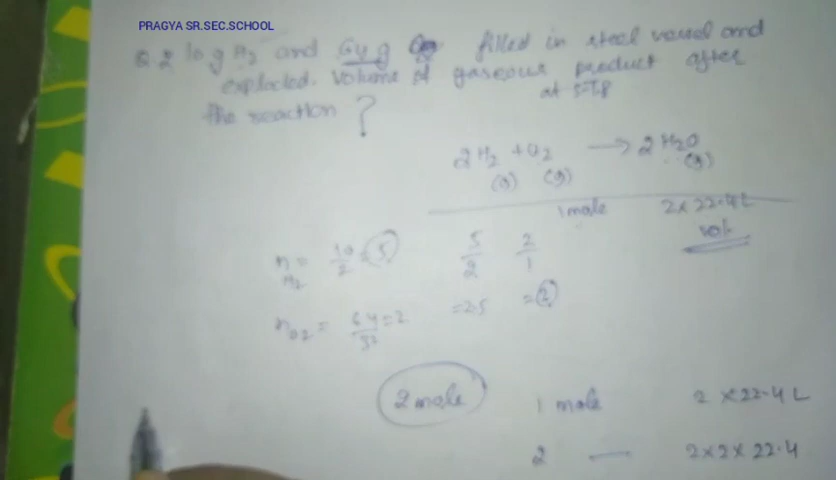 PRAGYA SR.SEC.SCHOOL
Q 2 10 g H2 and 64 g O2 filled in steel vessel and
exploded. volume of gaseous product after
at STP
the reaction ?
2H2 + O2 → 2H2O
(g) (g) (g)
1 mole 2 × 22.4 L
vol.
nH2 = 10/2 = 5 5/2 2/1
nO2 = 64/32 = 2 = 2.5 = 2
2 mole 1 mole 2 × 22.4 L
2 — 2 × 2 × 22.4